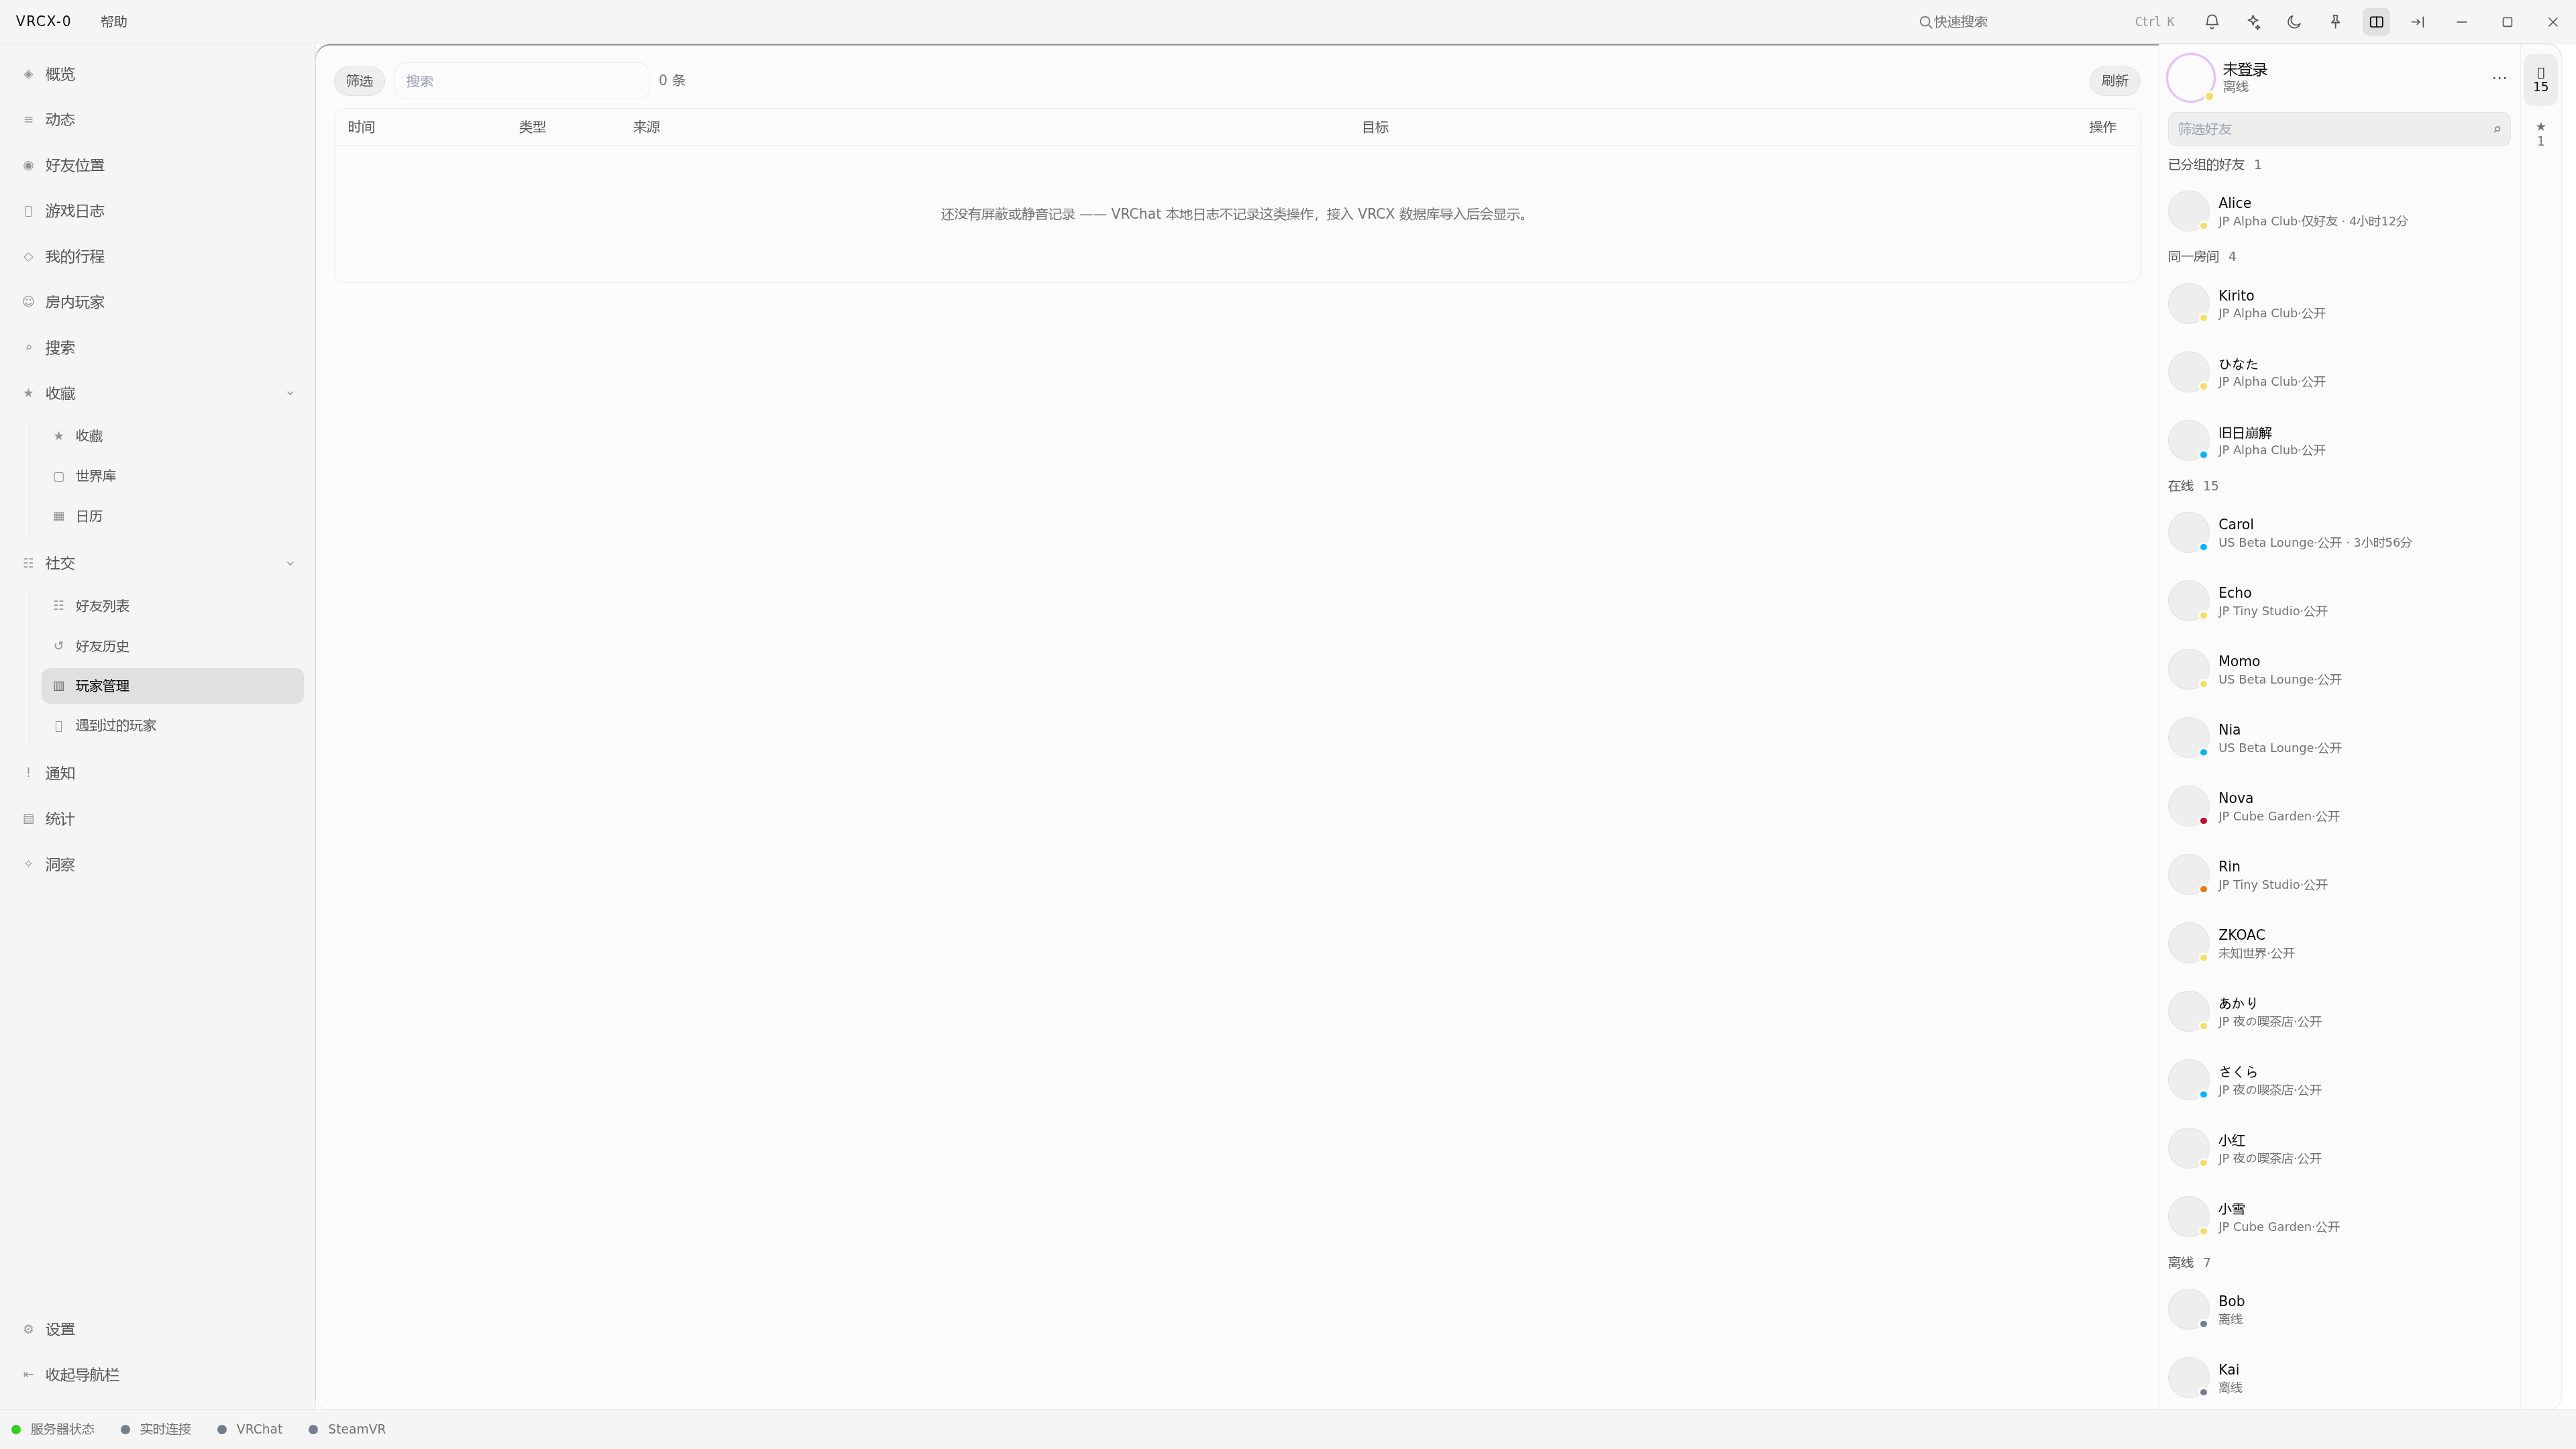 VRCX-0
帮助
快速搜索
Ctrl K
概览
动态
好友位置
游戏日志
我的行程
房内玩家
搜索
收藏
收藏
世界库
日历
社交
好友列表
好友历史
玩家管理
遇到过的玩家
通知
统计
洞察
设置
收起导航栏
筛选
搜索
0 条
刷新
时间 类型 来源 目标 操作
还没有屏蔽或静音记录 —— VRChat 本地日志不记录这类操作，接入 VRCX 数据库导入后会显示。
未登录
离线
筛选好友
15
1
已分组的好友 1
Alice
JP Alpha Club·仅好友 · 4小时12分
同一房间 4
Kirito
JP Alpha Club·公开
ひなた
JP Alpha Club·公开
旧日崩解
JP Alpha Club·公开
在线 15
Carol
US Beta Lounge·公开 · 3小时56分
Echo
JP Tiny Studio·公开
Momo
US Beta Lounge·公开
Nia
US Beta Lounge·公开
Nova
JP Cube Garden·公开
Rin
JP Tiny Studio·公开
ZKOAC
未知世界·公开
あかり
JP 夜の喫茶店·公开
さくら
JP 夜の喫茶店·公开
小红
JP 夜の喫茶店·公开
小雪
JP Cube Garden·公开
离线 7
Bob
离线
Kai
离线
服务器状态
实时连接
VRChat
SteamVR